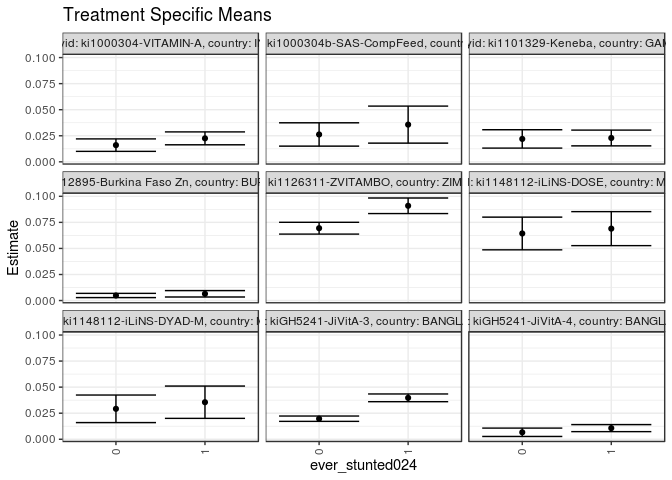 Treatment Specific Means
yid: ki1000304-VITAMIN-A, country:
ki1000304b-SAS-CompFeed, count
yid: ki1101329-Keneba, country: GA
0.100
0.075
0.050
0.025
0.000
12895-Burkina Faso Zn, country: BU
ki1126311-ZVITAMBO, country: ZIM
: ki1148112-iLiNS-DOSE, country: M
0.100
0.075
0.050
0.025
0.000
Estimate
ki1148112-iLiNS-DYAD-M, country:
: kiGH5241-JiVitA-3, country: BANGL
: kiGH5241-JiVitA-4, country: BANGL
0.100
0.075
0.050
0.025
0.000
0 1 0 1 0 1
ever_stunted024